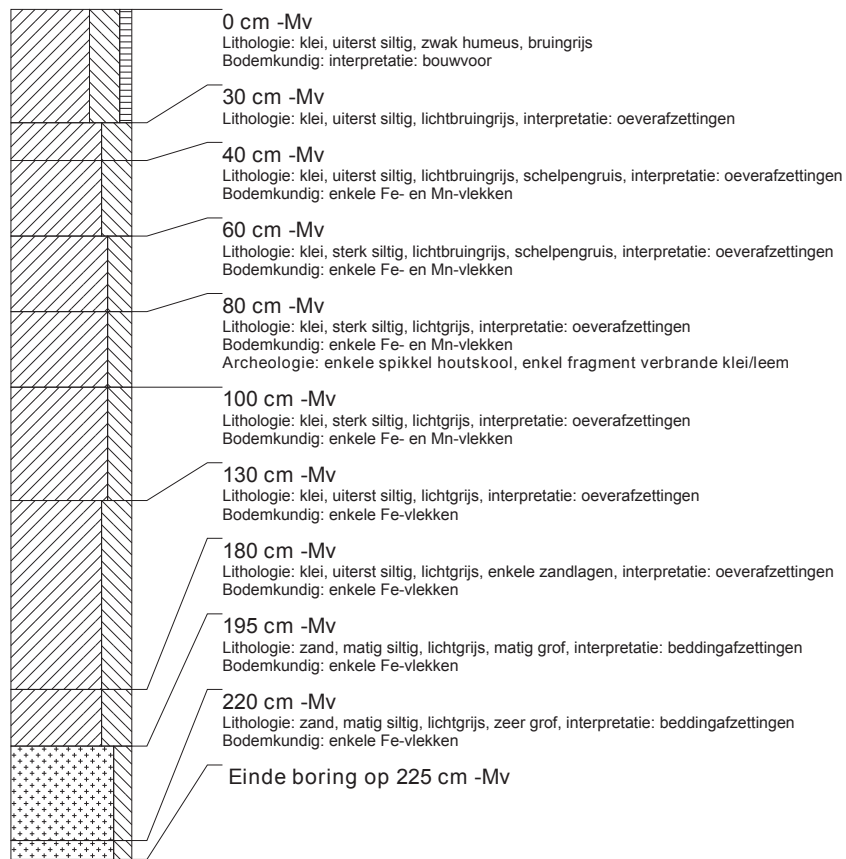 0 cm -Mv
Lithologie: klei, uiterst siltig, zwak humeus, bruingrijs
Bodemkundig: interpretatie: bouwvoor
30 cm -Mv
Lithologie: klei, uiterst siltig, lichtbruingrijs, interpretatie: oeverafzettingen
40 cm -Mv
Lithologie: klei, uiterst siltig, lichtbruingrijs, schelpengruis, interpretatie: oeverafzettingen
Bodemkundig: enkele Fe- en Mn-vlekken
60 cm -Mv
Lithologie: klei, sterk siltig, lichtbruingrijs, schelpengruis, interpretatie: oeverafzettingen
Bodemkundig: enkele Fe- en Mn-vlekken
80 cm -Mv
Lithologie: klei, sterk siltig, lichtgrijs, interpretatie: oeverafzettingen
Bodemkundig: enkele Fe- en Mn-vlekken
Archeologie: enkele spikkel houtskool, enkel fragment verbrande klei/leem
100 cm -Mv
Lithologie: klei, sterk siltig, lichtgrijs, interpretatie: oeverafzettingen
Bodemkundig: enkele Fe- en Mn-vlekken
130 cm -Mv
Lithologie: klei, uiterst siltig, lichtgrijs, interpretatie: oeverafzettingen
Bodemkundig: enkele Fe-vlekken
180 cm -Mv
Lithologie: klei, uiterst siltig, lichtgrijs, enkele zandlagen, interpretatie: oeverafzettingen
Bodemkundig: enkele Fe-vlekken
195 cm -Mv
Lithologie: zand, matig siltig, lichtgrijs, matig grof, interpretatie: beddingafzettingen
Bodemkundig: enkele Fe-vlekken
220 cm -Mv
Lithologie: zand, matig siltig, lichtgrijs, zeer grof, interpretatie: beddingafzettingen
Bodemkundig: enkele Fe-vlekken
Einde boring op 225 cm -Mv